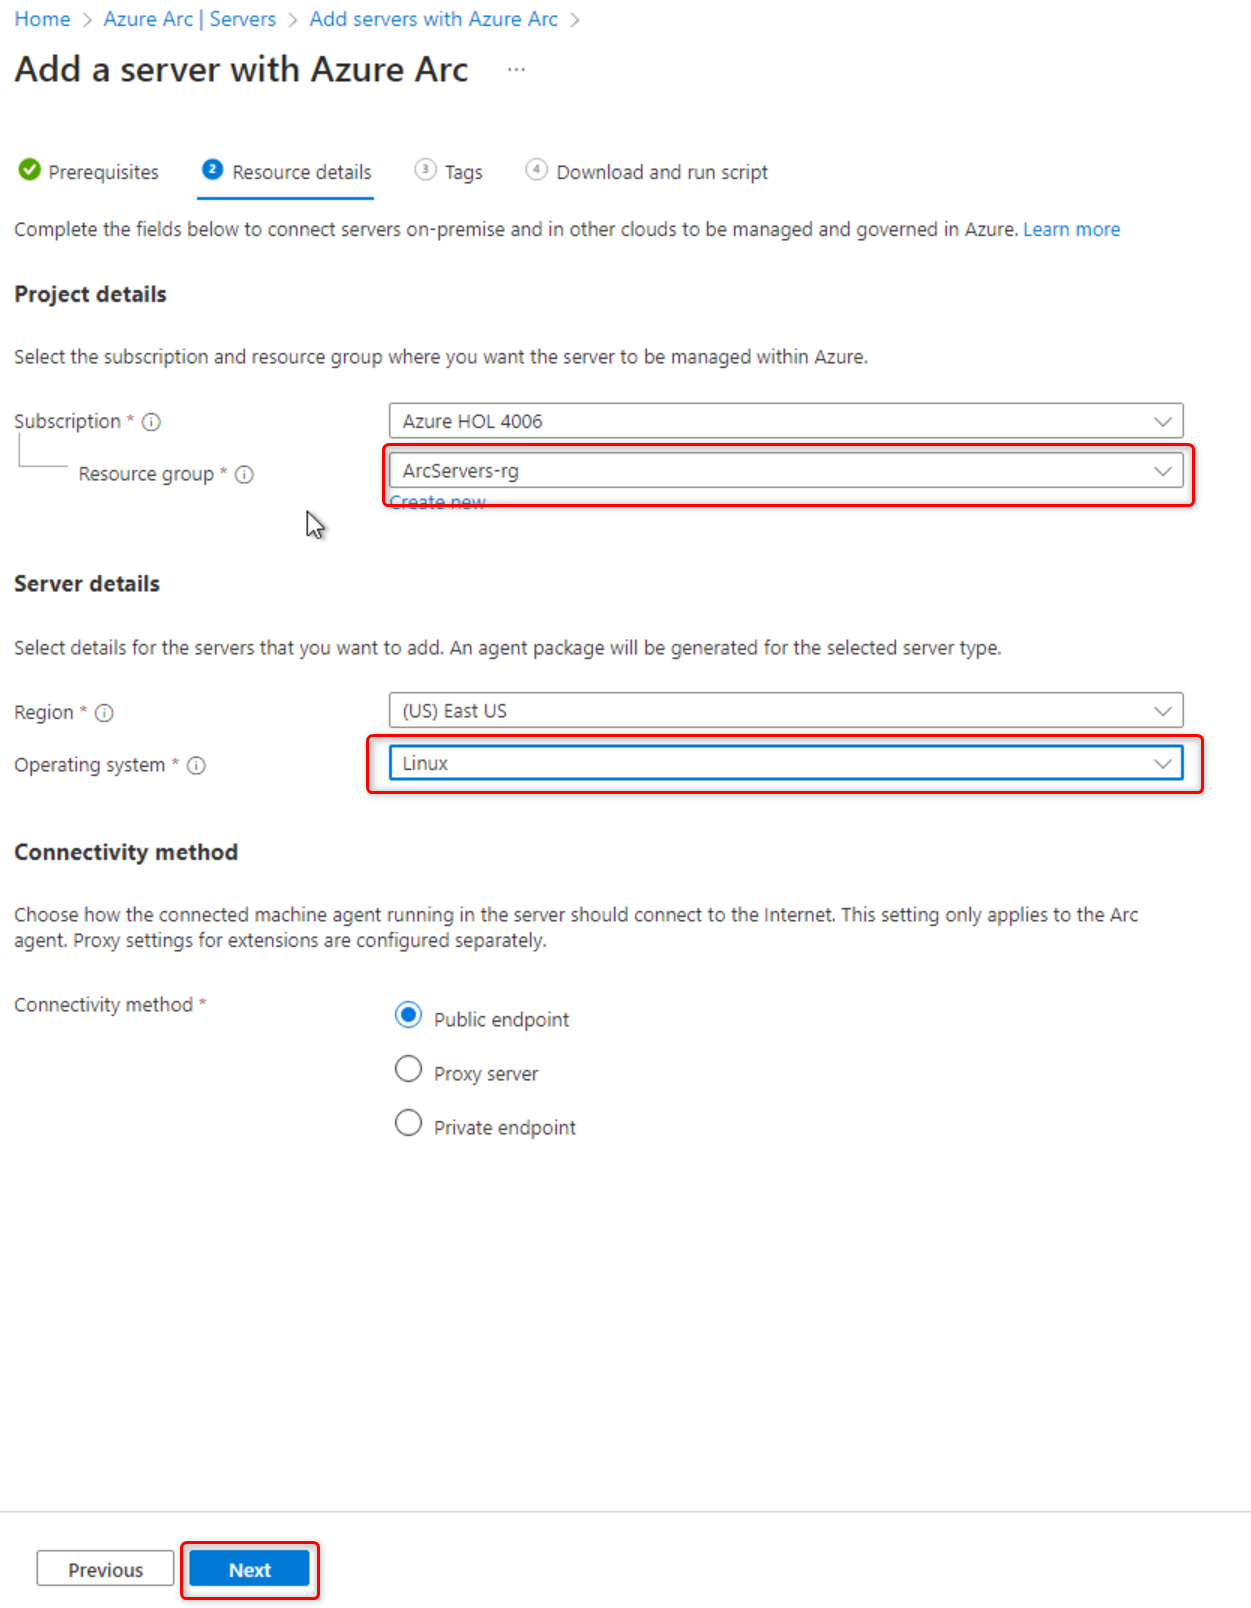 Home > Azure Arc | Servers > Add servers with Azure Arc >
Add a server with Azure Arc ...
Prerequisites 2 Resource details 3 Tags 4 Download and run script
Complete the fields below to connect servers on-premise and in other clouds to be managed and governed in Azure. Learn more
Project details
Select the subscription and resource group where you want the server to be managed within Azure.
Subscription * Azure HOL 4006
Resource group * ArcServers-rg
Create new
Server details
Select details for the servers that you want to add. An agent package will be generated for the selected server type.
Region * (US) East US
Operating system * Linux
Connectivity method
Choose how the connected machine agent running in the server should connect to the Internet. This setting only applies to the Arc
agent. Proxy settings for extensions are configured separately.
Connectivity method *
Public endpoint
Proxy server
Private endpoint
Previous Next